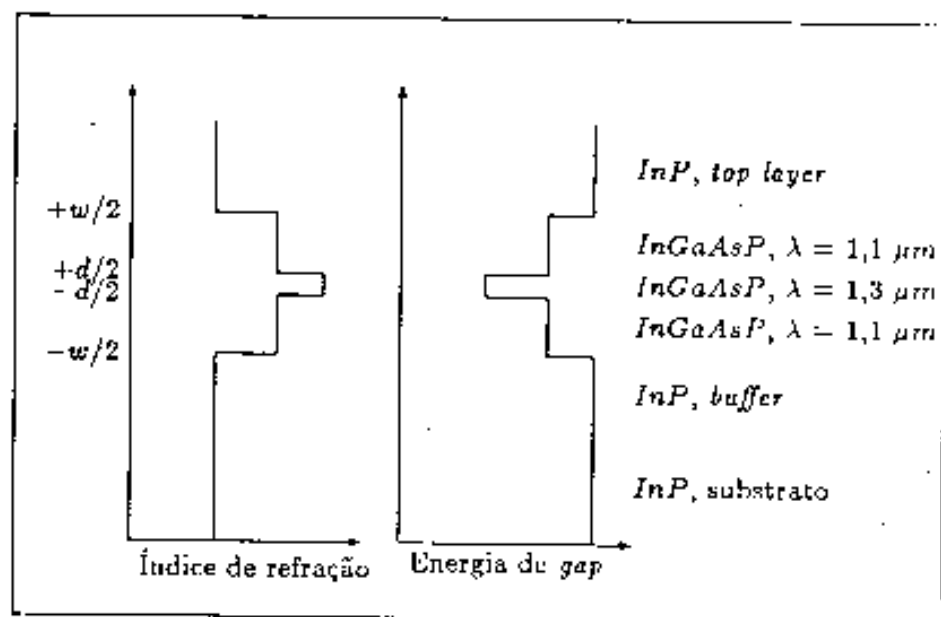 InP, top layer
+w/2
InGaAsP, λ = 1,1 μm
+d/2
InGaAsP, λ = 1,3 μm
-d/2
InGaAsP, λ = 1,1 μm
-w/2
InP, buffer
InP, substrato
Índice de refração
Energia de gap